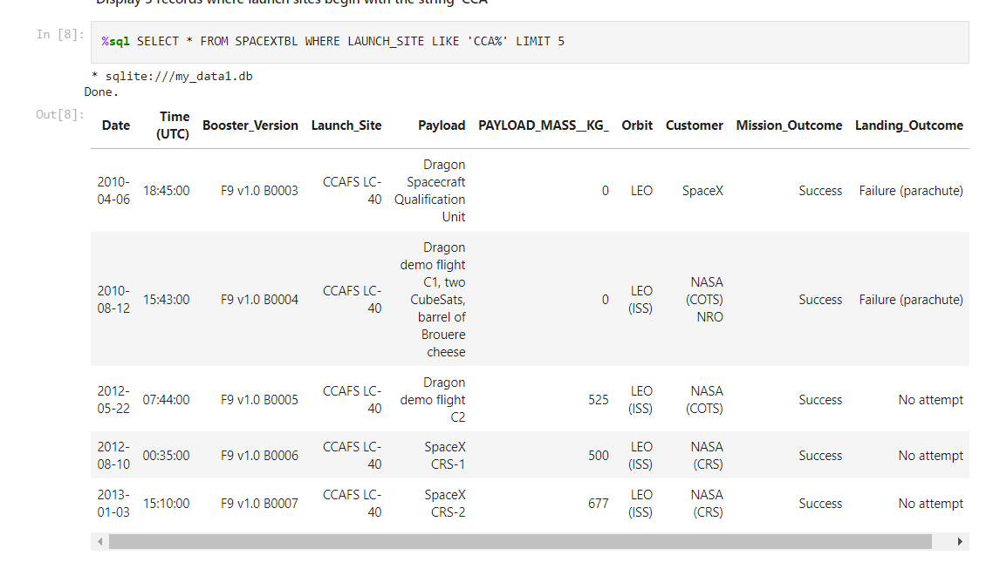 Display 5 records where launch sites begin with the string 'CCA'
In [8]: %sql SELECT * FROM SPACEXTBL WHERE LAUNCH_SITE LIKE 'CCA%' LIMIT 5
* sqlite:///my_data1.db
Done.
Out[8]:
Date Time (UTC) Booster_Version Launch_Site Payload PAYLOAD_MASS__KG_ Orbit Customer Mission_Outcome Landing_Outcome
2010-04-06 18:45:00 F9 v1.0 B0003 CCAFS LC-40 Dragon Spacecraft Qualification Unit 0 LEO SpaceX Success Failure (parachute)
2010-08-12 15:43:00 F9 v1.0 B0004 CCAFS LC-40 Dragon demo flight C1, two CubeSats, barrel of Brouere cheese 0 LEO (ISS) NASA (COTS) NRO Success Failure (parachute)
2012-05-22 07:44:00 F9 v1.0 B0005 CCAFS LC-40 Dragon demo flight C2 525 LEO (ISS) NASA (COTS) Success No attempt
2012-08-10 00:35:00 F9 v1.0 B0006 CCAFS LC-40 SpaceX CRS-1 500 LEO (ISS) NASA (CRS) Success No attempt
2013-01-03 15:10:00 F9 v1.0 B0007 CCAFS LC-40 SpaceX CRS-2 677 LEO (ISS) NASA (CRS) Success No attempt